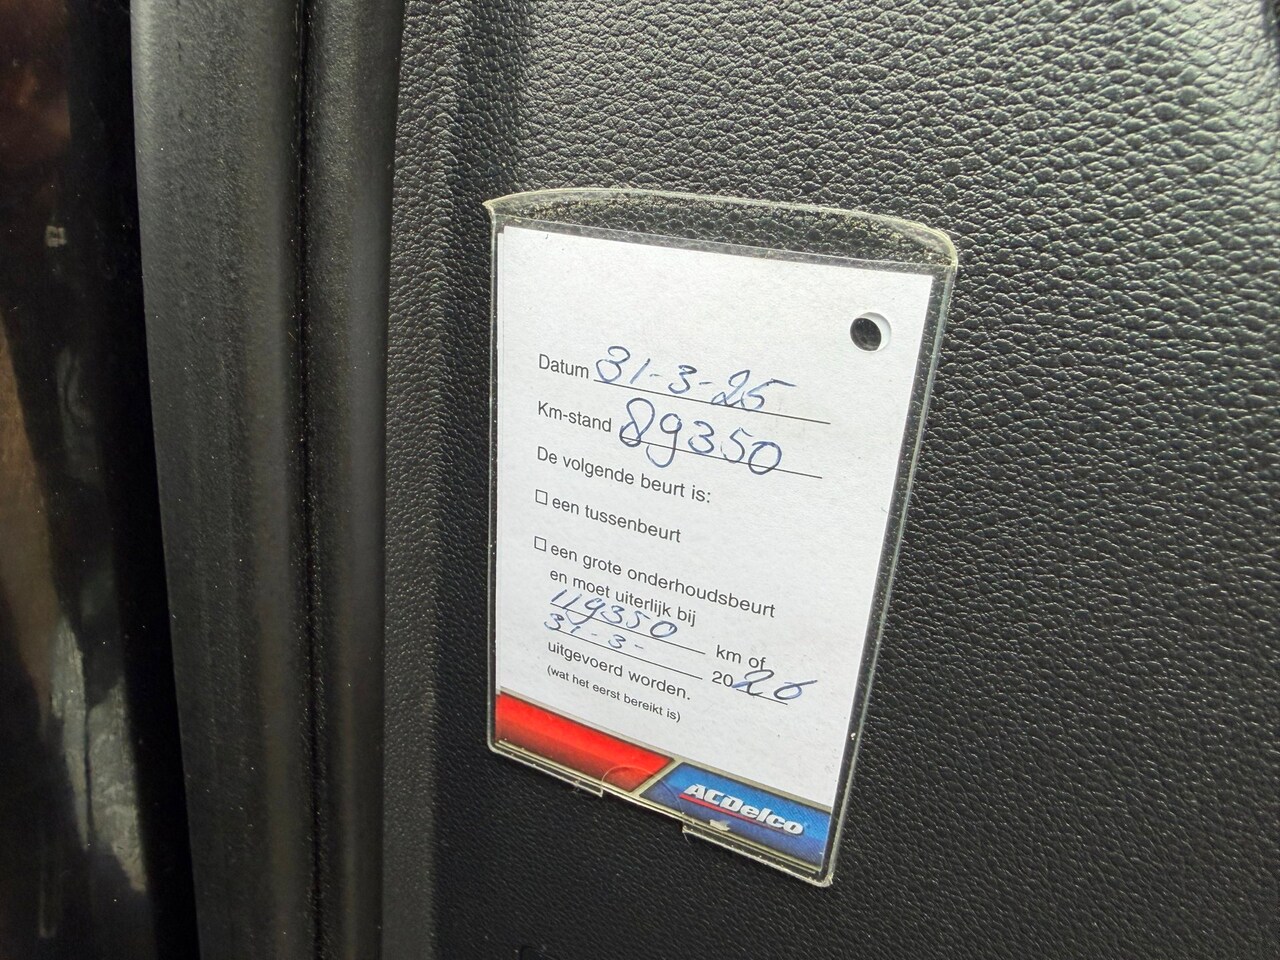 Datum 31-3-25
Km-stand 89350
De volgende beurt is:
een tussenbeurt
een grote onderhoudsbeurt
en moet uiterlijk bij
119350 km of
31-3- 2026
uitgevoerd worden.
(wat het eerst bereikt is)
ACDelco